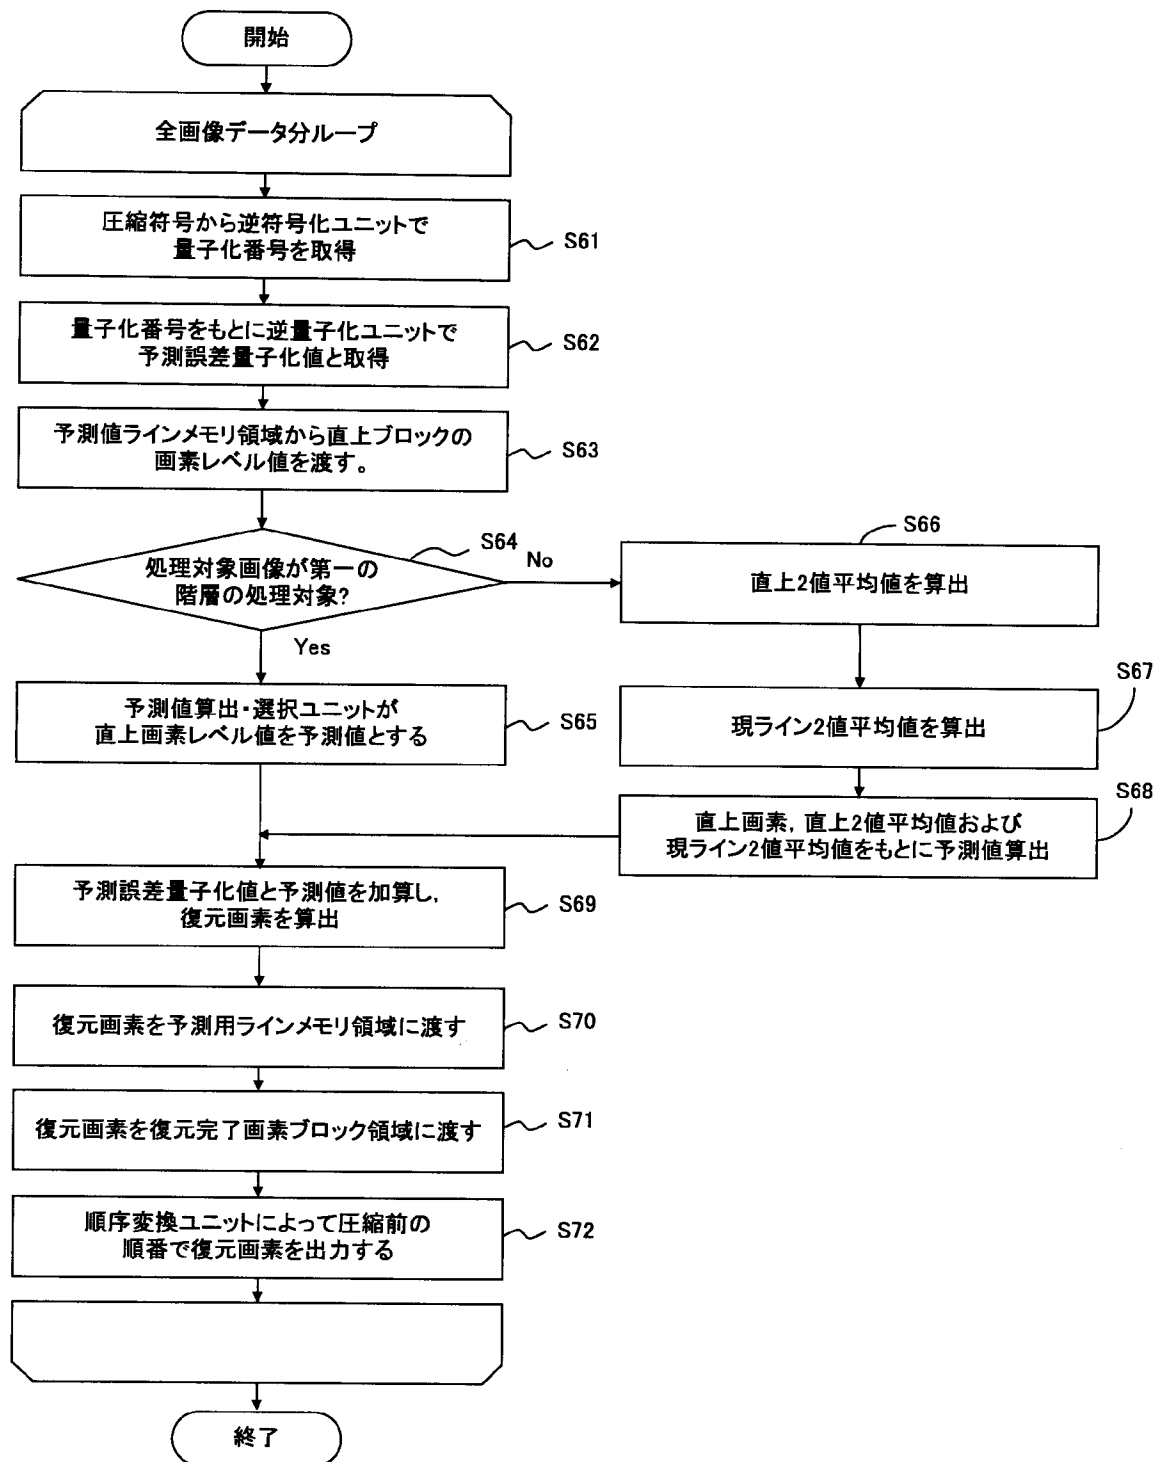 開始
全画像データ分ループ
圧縮符号から逆符号化ユニットで
量子化番号を取得
S61
量子化番号をもとに逆量子化ユニットで
予測誤差量子化値と取得
S62
予測値ラインメモリ領域から直上ブロックの
画素レベル値を渡す。
S63
処理対象画像が第一の
階層の処理対象?
S64
No
Yes
S66
直上2値平均値を算出
予測値算出・選択ユニットが
直上画素レベル値を予測値とする
S65
現ライン2値平均値を算出
S67
直上画素,直上2値平均値および
現ライン2値平均値をもとに予測値算出
S68
予測誤差量子化値と予測値を加算し,
復元画素を算出
S69
復元画素を予測用ラインメモリ領域に渡す
S70
復元画素を復元完了画素ブロック領域に渡す
S71
順序変換ユニットによって圧縮前の
順番で復元画素を出力する
S72
終了